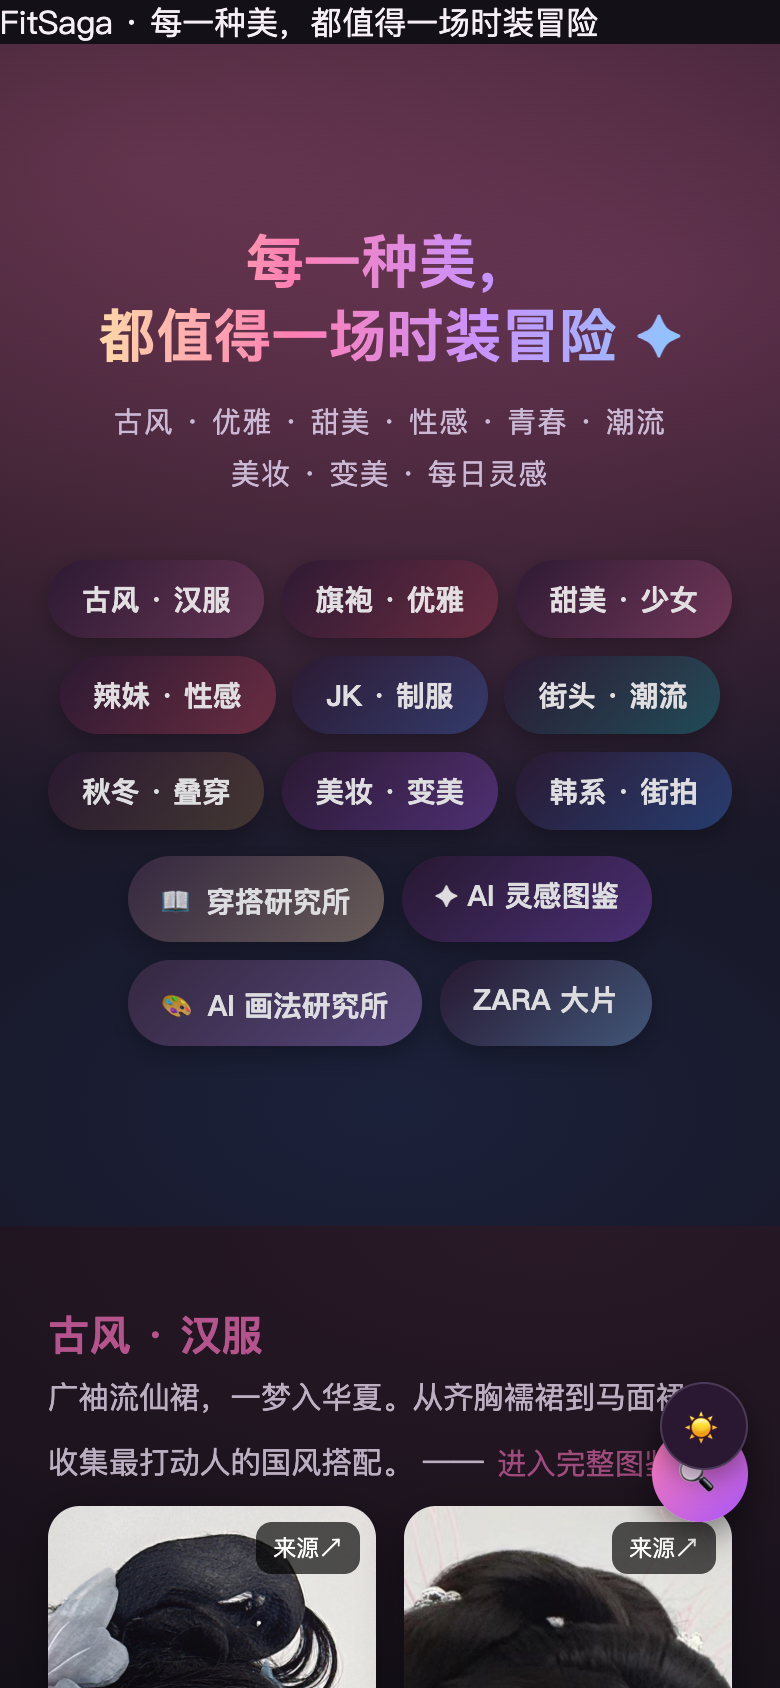 FitSaga · 每一种美，都值得一场时装冒险
每一种美，
都值得一场时装冒险 ✦
古风 · 优雅 · 甜美 · 性感 · 青春 · 潮流
美妆 · 变美 · 每日灵感
古风 · 汉服
旗袍 · 优雅
甜美 · 少女
辣妹 · 性感
JK · 制服
街头 · 潮流
秋冬 · 叠穿
美妆 · 变美
韩系 · 街拍
📖 穿搭研究所
✦ AI 灵感图鉴
🎨 AI 画法研究所
ZARA 大片
古风 · 汉服
广袖流仙裙，一梦入华夏。从齐胸襦裙到马面裙
收集最打动人的国风搭配。 —— 进入完整图鉴
来源↗
来源↗